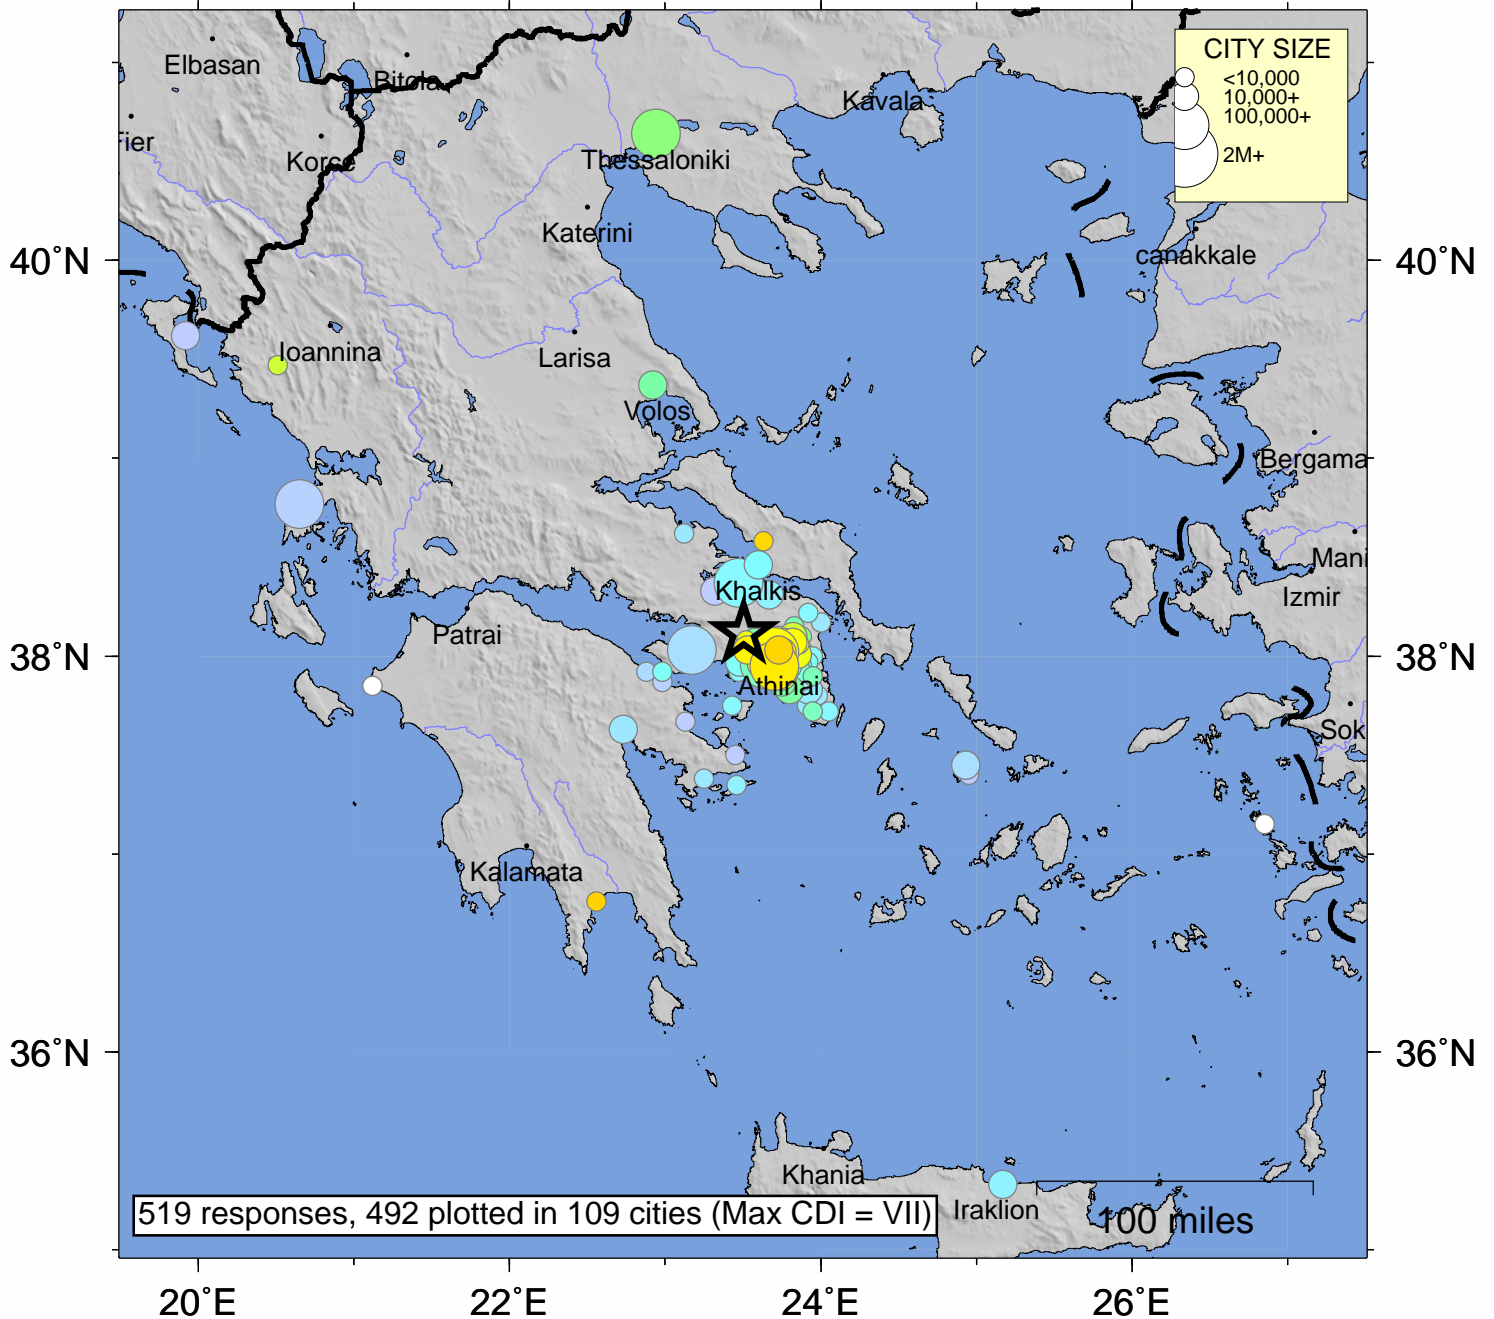 CITY SIZE
<10,000
10,000+
100,000+
2M+
Elbasan
Bitola
Kavala
Fier
Korce
Thessaloniki
Katerini
canakkale
40°N
40°N
Ioannina
Larisa
Volos
Bergama
Mani
Khalkis
Izmir
Patrai
38°N
38°N
Athinai
Sok
Kalamata
36°N
36°N
Khania
Iraklion
100 miles
519 responses, 492 plotted in 109 cities (Max CDI = VII)
20°E
22°E
24°E
26°E